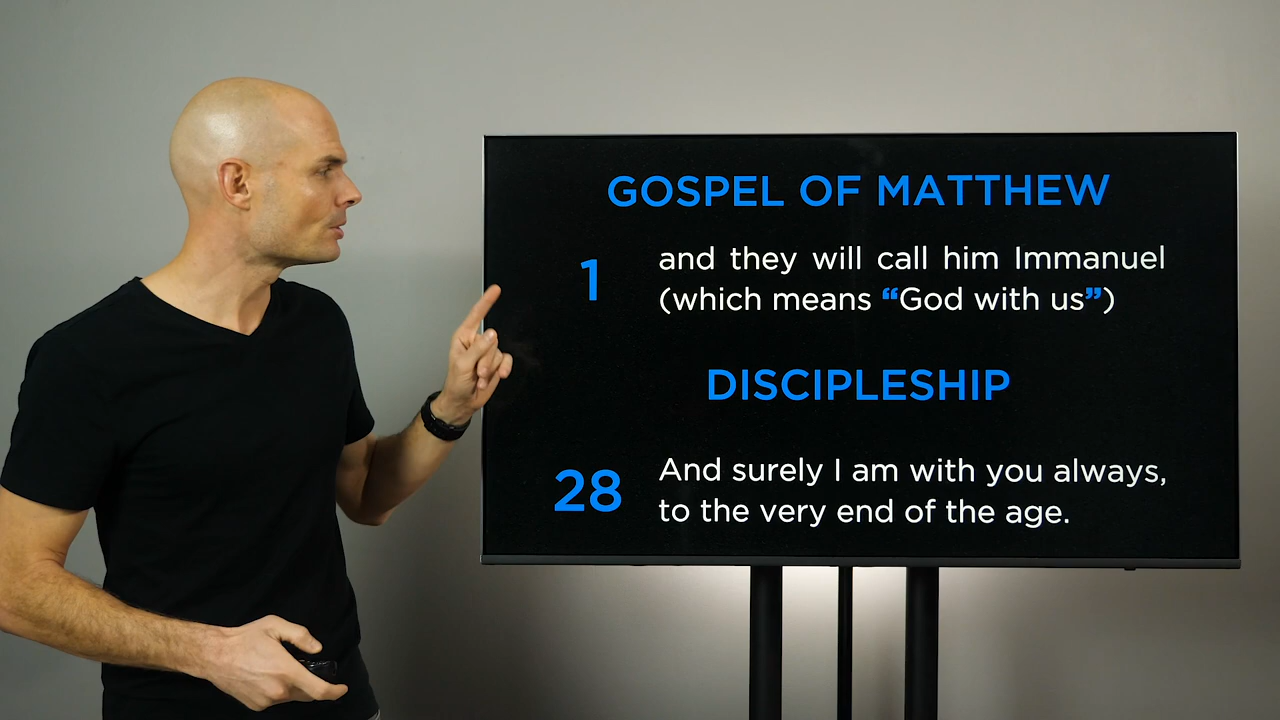 GOSPEL OF MATTHEW
1
and they will call him Immanuel
(which means “God with us”)
DISCIPLESHIP
28
And surely I am with you always,
to the very end of the age.